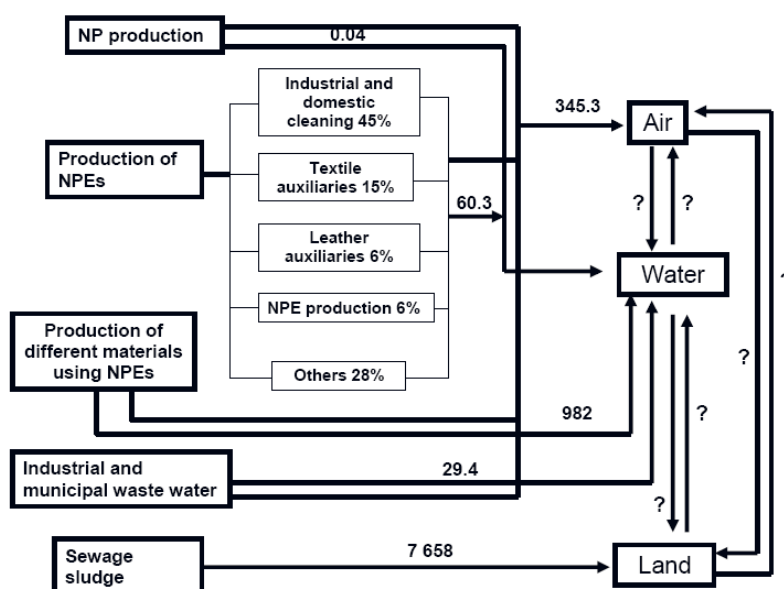 NP production
0.04
Industrial and
domestic
cleaning 45%
345.3
Air
Production of
NPEs
Textile
auxiliaries 15%
60.3
?
?
Leather
auxiliaries 6%
Water
NPE production 6%
Production of
different materials
using NPEs
?
Others 28%
982
?
Industrial and
municipal waste water
29.4
?
7 658
Sewage
sludge
Land